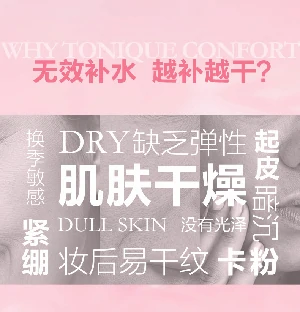 WHY TONIQUE CONFORT
无效补水 越补越干?
换季敏感
DRY缺乏弹性
起皮
肌肤干燥
暗沉
紧绷
DULL SKIN 没有光泽
妆后易干纹
卡粉